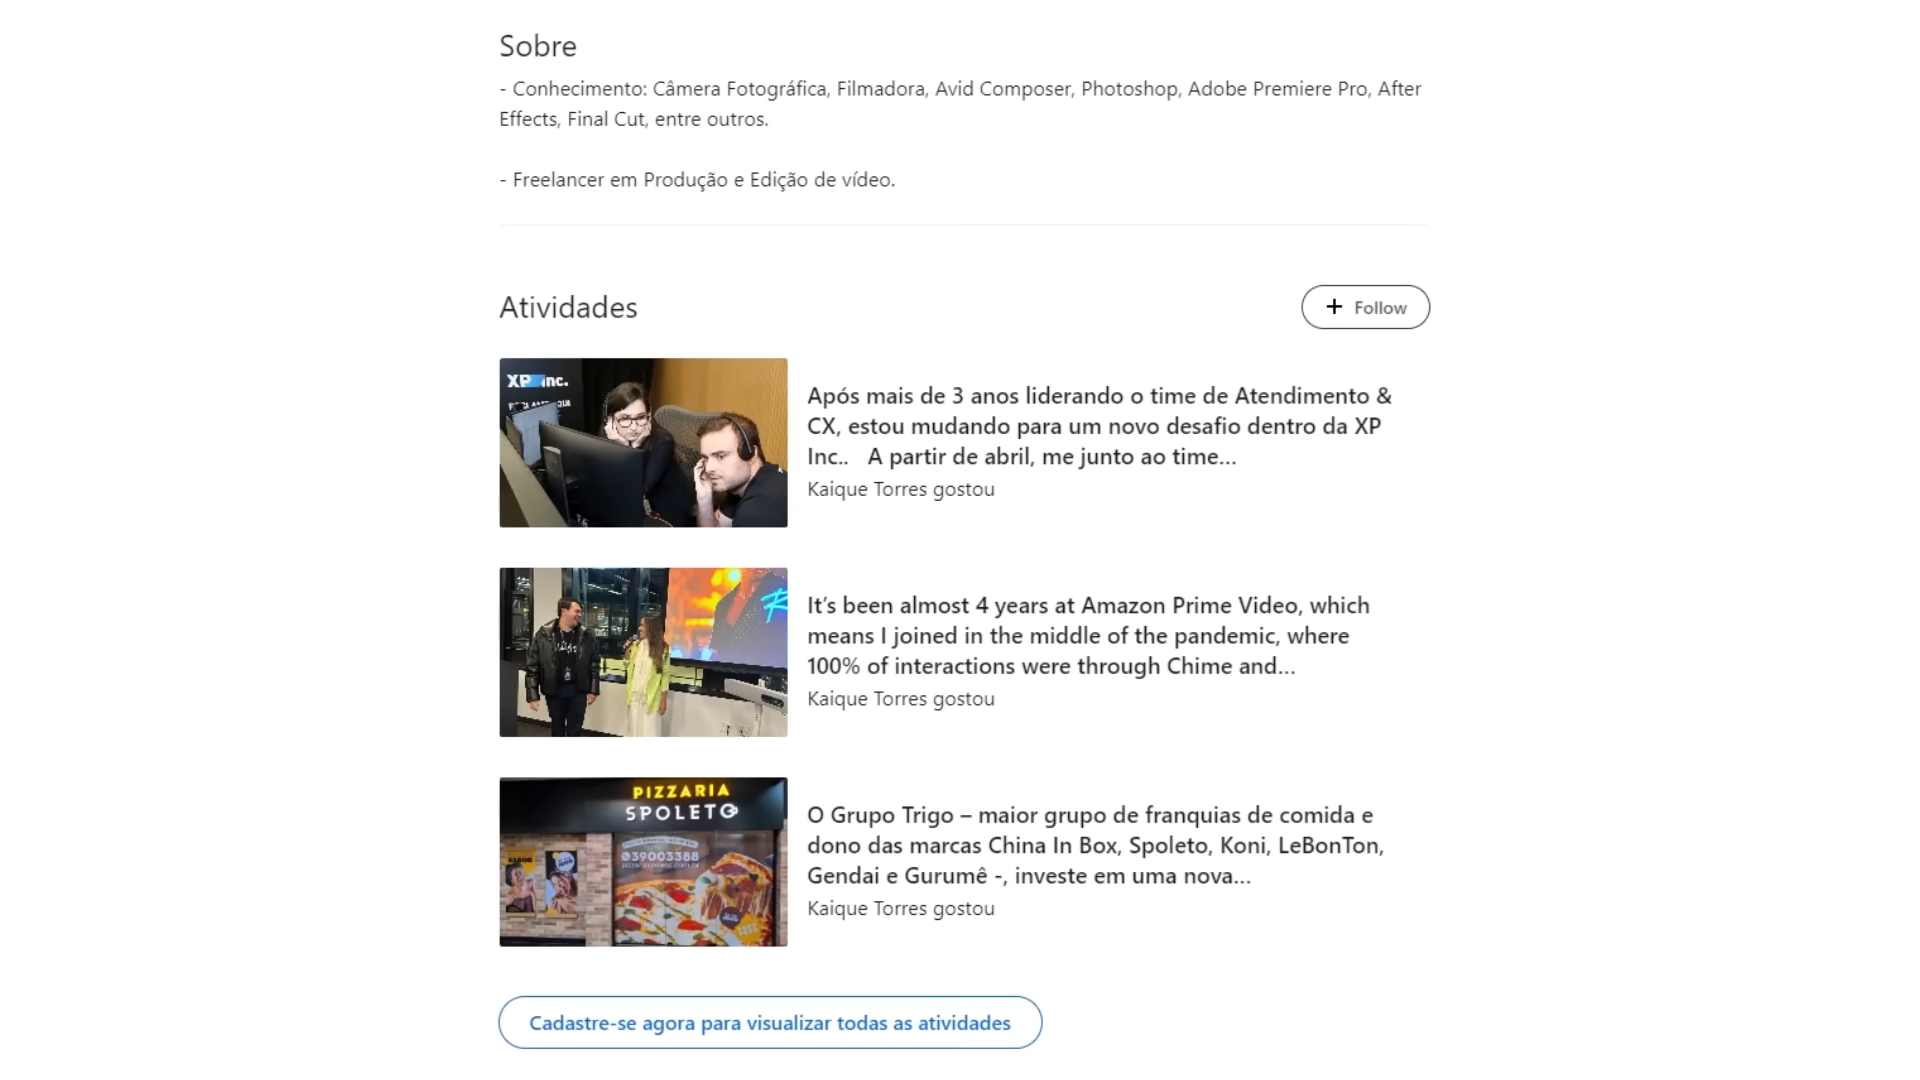 Sobre
- Conhecimento: Câmera Fotográfica, Filmadora, Avid Composer, Photoshop, Adobe Premiere Pro, After
Effects, Final Cut, entre outros.
- Freelancer em Produção e Edição de vídeo.
Atividades
+ Follow
XP inc.
Após mais de 3 anos liderando o time de Atendimento &
CX, estou mudando para um novo desafio dentro da XP
Inc..   A partir de abril, me junto ao time...
Kaique Torres gostou
It’s been almost 4 years at Amazon Prime Video, which
means I joined in the middle of the pandemic, where
100% of interactions were through Chime and...
Kaique Torres gostou
PIZZARIA
SPOLETO
39003388
O Grupo Trigo – maior grupo de franquias de comida e
dono das marcas China In Box, Spoleto, Koni, LeBonTon,
Gendai e Gurumê -, investe em uma nova...
Kaique Torres gostou
Cadastre-se agora para visualizar todas as atividades